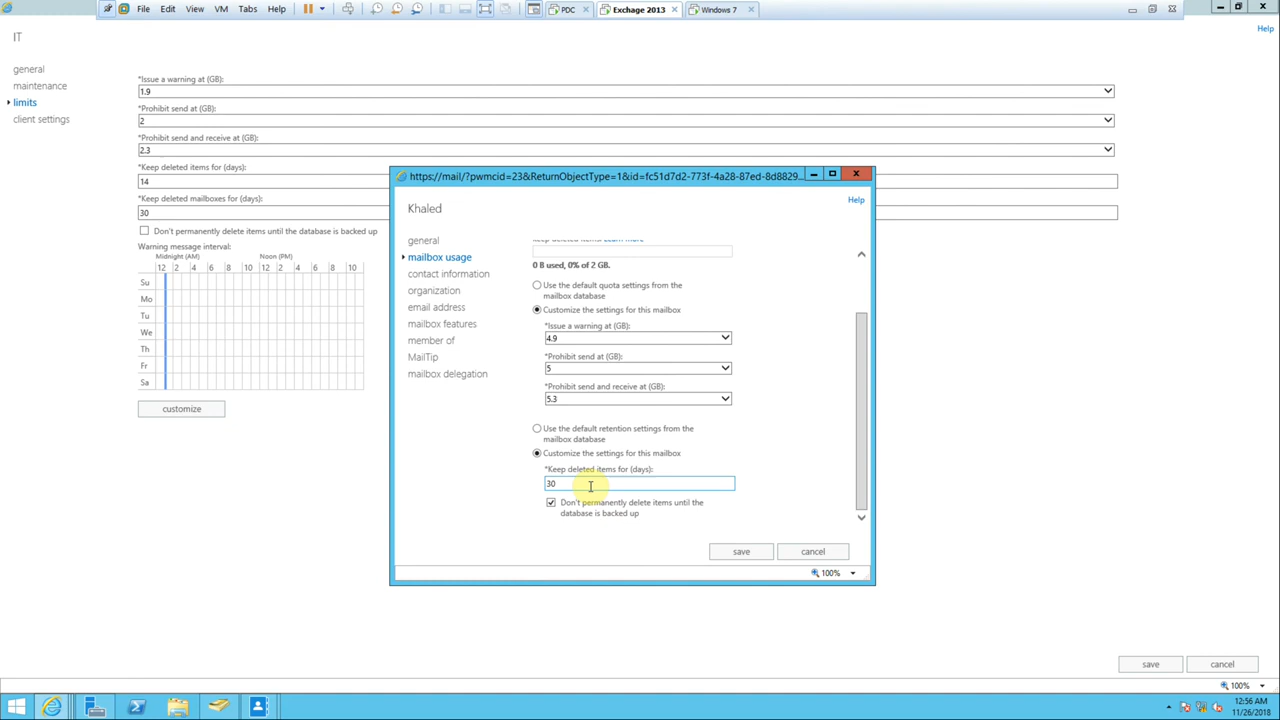 File Edit View VM Tabs Help
PDC
Exchage 2013
Windows 7
Help
IT
general
maintenance
limits
client settings
*Issue a warning at (GB):
1.9
*Prohibit send at (GB):
2
*Prohibit send and receive at (GB):
2.3
*Keep deleted items for (days):
14
*Keep deleted mailboxes for (days):
30
Don't permanently delete items until the database is backed up
Warning message interval:
Midnight (AM) Noon (PM)
12 2 4 6 8 10 12 2 4 6 8 10
Su
Mo
Tu
We
Th
Fr
Sa
customize
https://mail/?pwmcid=23&ReturnObjectType=1&id=fc51d7d2-773f-4a28-87ed-8d8829...
Help
Khaled
general
mailbox usage
contact information
organization
email address
mailbox features
member of
MailTip
mailbox delegation
keep deleted items. Learn more
0 B used, 0% of 2 GB.
Use the default quota settings from the
mailbox database
Customize the settings for this mailbox
*Issue a warning at (GB):
4.9
*Prohibit send at (GB):
5
*Prohibit send and receive at (GB):
5.3
Use the default retention settings from the
mailbox database
Customize the settings for this mailbox
*Keep deleted items for (days):
30
Don't permanently delete items until the
database is backed up
save cancel
100%
save cancel
100%
12:56 AM
11/26/2018